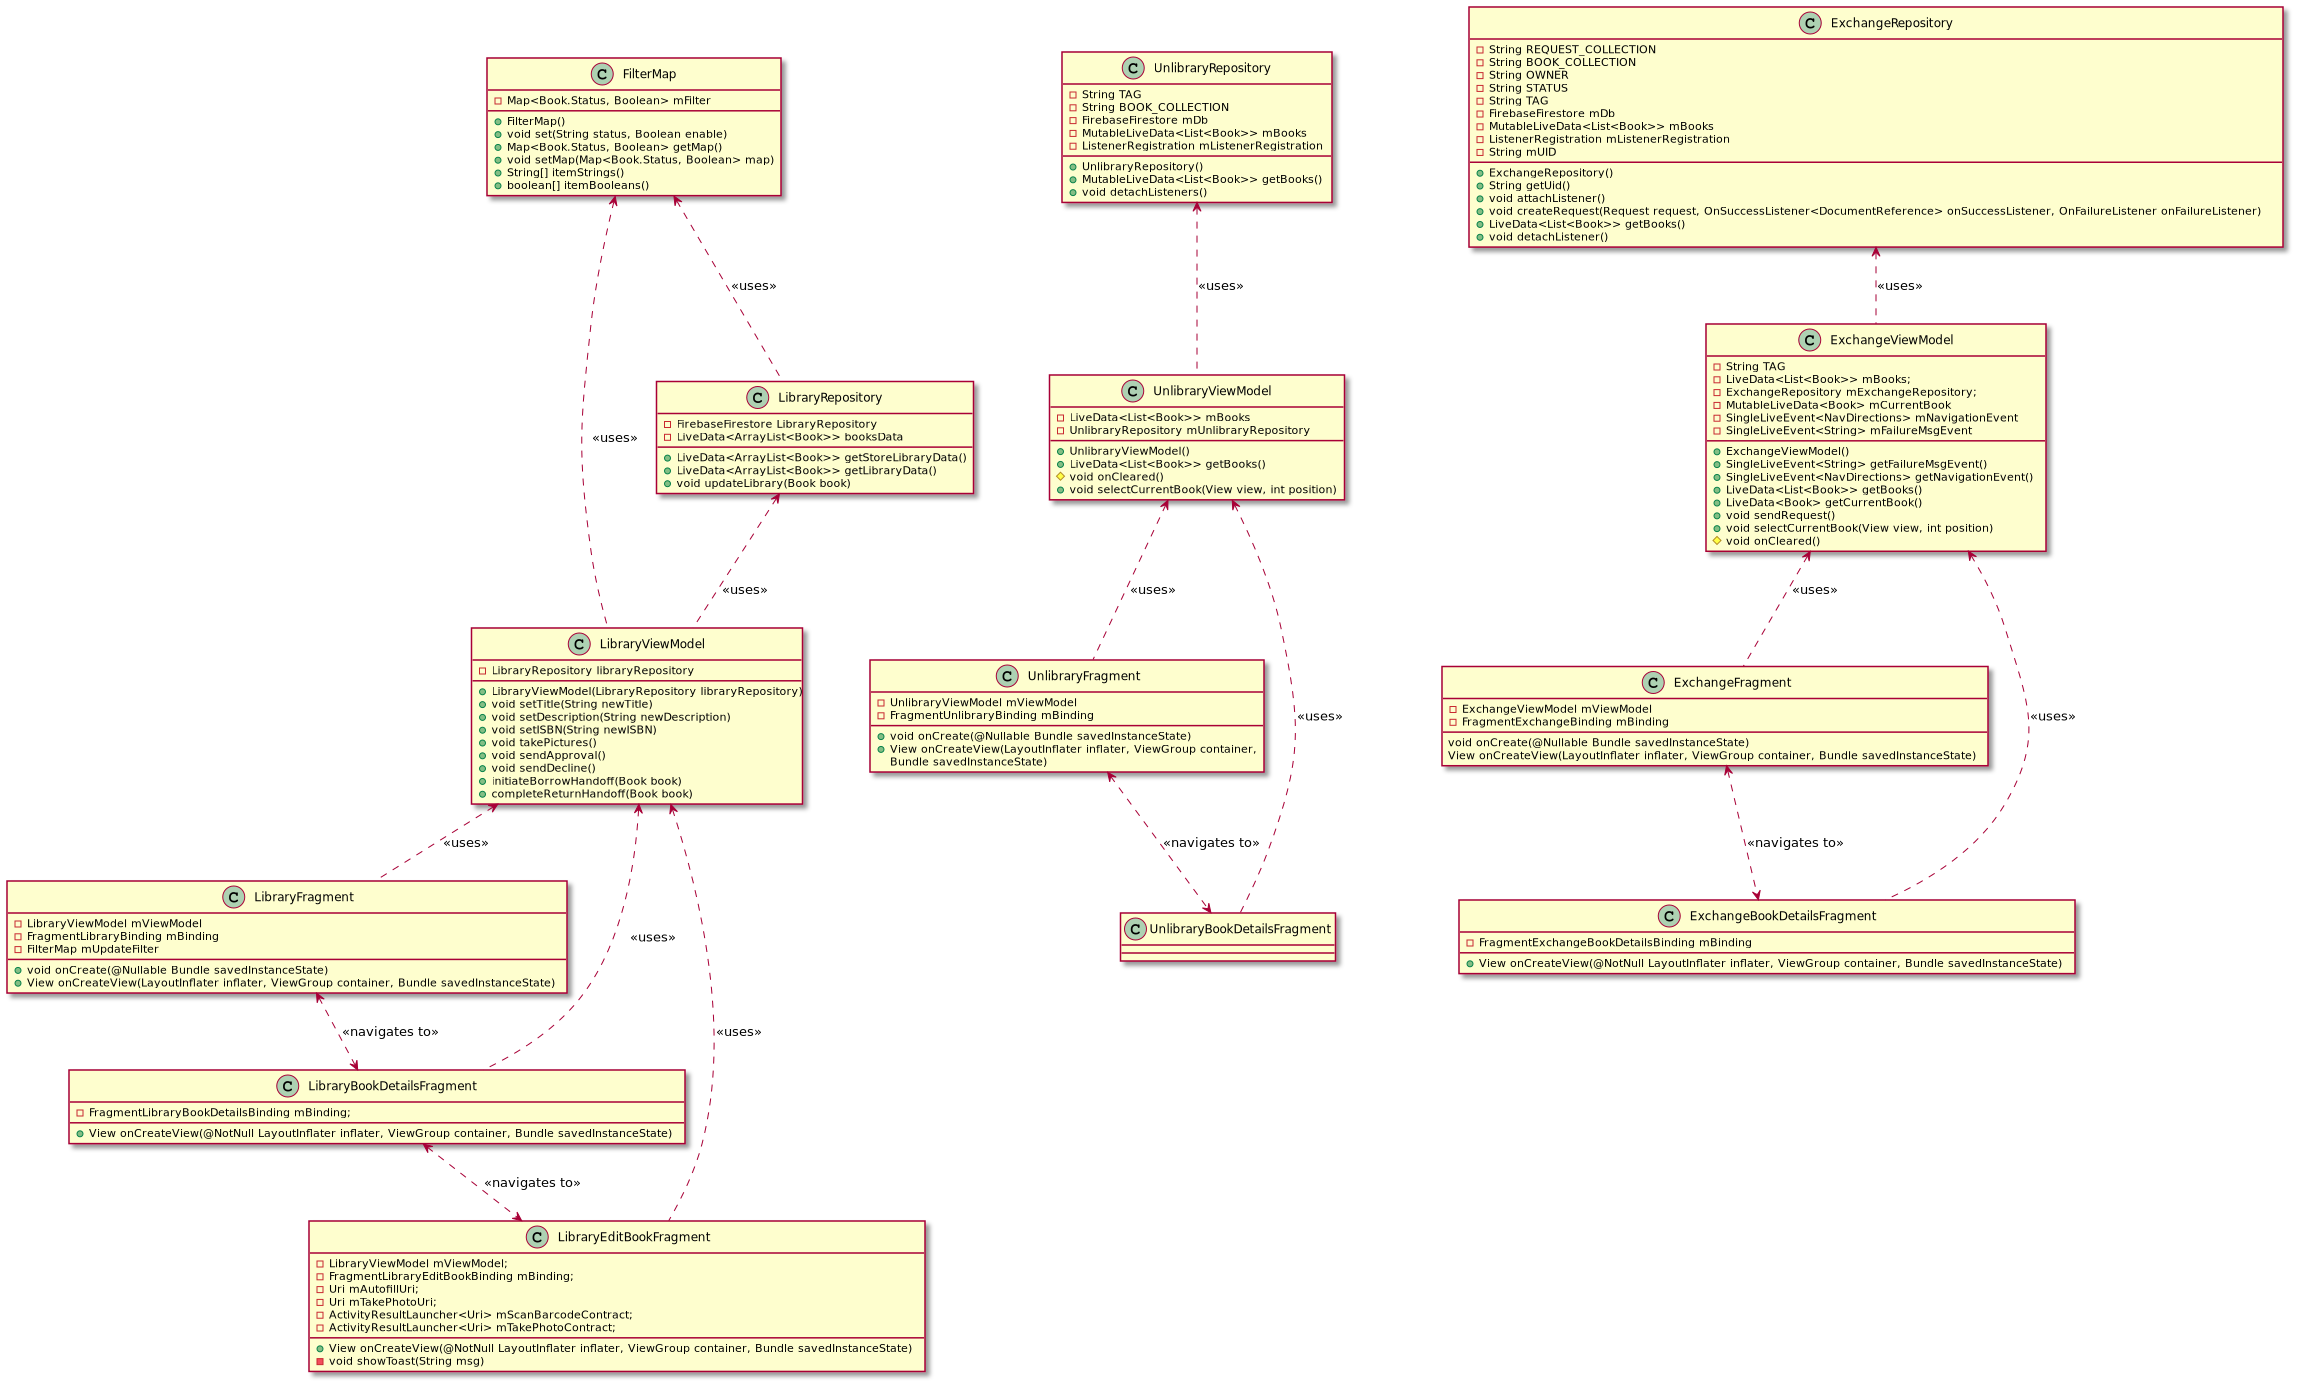 C FilterMap
Map<Book.Status, Boolean> mFilter
FilterMap()
void set(String status, Boolean enable)
Map<Book.Status, Boolean> getMap()
void setMap(Map<Book.Status, Boolean> map)
String[] itemStrings()
boolean[] itemBooleans()
C UnlibraryRepository
String TAG
String BOOK_COLLECTION
FirebaseFirestore mDb
MutableLiveData<List<Book>> mBooks
ListenerRegistration mListenerRegistration
UnlibraryRepository()
MutableLiveData<List<Book>> getBooks()
void detachListeners()
C ExchangeRepository
String REQUEST_COLLECTION
String BOOK_COLLECTION
String OWNER
String STATUS
String TAG
FirebaseFirestore mDb
MutableLiveData<List<Book>> mBooks
ListenerRegistration mListenerRegistration
String mUID
ExchangeRepository()
String getUid()
void attachListener()
void createRequest(Request request, OnSuccessListener<DocumentReference> onSuccessListener, OnFailureListener onFailureListener)
LiveData<List<Book>> getBooks()
void detachListener()
«uses»
«uses»
«uses»
«uses»
C LibraryRepository
FirebaseFirestore LibraryRepository
LiveData<ArrayList<Book>> booksData
LiveData<ArrayList<Book>> getStoreLibraryData()
LiveData<ArrayList<Book>> getLibraryData()
void updateLibrary(Book book)
C UnlibraryViewModel
LiveData<List<Book>> mBooks
UnlibraryRepository mUnlibraryRepository
UnlibraryViewModel()
LiveData<List<Book>> getBooks()
void onCleared()
void selectCurrentBook(View view, int position)
C ExchangeViewModel
String TAG
LiveData<List<Book>> mBooks;
ExchangeRepository mExchangeRepository;
MutableLiveData<Book> mCurrentBook
SingleLiveEvent<NavDirections> mNavigationEvent
SingleLiveEvent<String> mFailureMsgEvent
ExchangeViewModel()
SingleLiveEvent<String> getFailureMsgEvent()
SingleLiveEvent<NavDirections> getNavigationEvent()
LiveData<List<Book>> getBooks()
LiveData<Book> getCurrentBook()
void sendRequest()
void selectCurrentBook(View view, int position)
void onCleared()
«uses»
«uses»
«uses»
C LibraryViewModel
LibraryRepository libraryRepository
LibraryViewModel(LibraryRepository libraryRepository)
void setTitle(String newTitle)
void setDescription(String newDescription)
void setISBN(String newISBN)
void takePictures()
void sendApproval()
void sendDecline()
initiateBorrowHandoff(Book book)
completeReturnHandoff(Book book)
C UnlibraryFragment
UnlibraryViewModel mViewModel
FragmentUnlibraryBinding mBinding
void onCreate(@Nullable Bundle savedInstanceState)
View onCreateView(LayoutInflater inflater, ViewGroup container,
Bundle savedInstanceState)
«uses»
C ExchangeFragment
ExchangeViewModel mViewModel
FragmentExchangeBinding mBinding
void onCreate(@Nullable Bundle savedInstanceState)
View onCreateView(LayoutInflater inflater, ViewGroup container, Bundle savedInstanceState)
«uses»
«uses»
«navigates to»
«navigates to»
C LibraryFragment
LibraryViewModel mViewModel
FragmentLibraryBinding mBinding
FilterMap mUpdateFilter
void onCreate(@Nullable Bundle savedInstanceState)
View onCreateView(LayoutInflater inflater, ViewGroup container, Bundle savedInstanceState)
«uses»
C UnlibraryBookDetailsFragment
C ExchangeBookDetailsFragment
FragmentExchangeBookDetailsBinding mBinding
View onCreateView(@NotNull LayoutInflater inflater, ViewGroup container, Bundle savedInstanceState)
«navigates to»
«uses»
C LibraryBookDetailsFragment
FragmentLibraryBookDetailsBinding mBinding;
View onCreateView(@NotNull LayoutInflater inflater, ViewGroup container, Bundle savedInstanceState)
«navigates to»
C LibraryEditBookFragment
LibraryViewModel mViewModel;
FragmentLibraryEditBookBinding mBinding;
Uri mAutofillUri;
Uri mTakePhotoUri;
ActivityResultLauncher<Uri> mScanBarcodeContract;
ActivityResultLauncher<Uri> mTakePhotoContract;
View onCreateView(@NotNull LayoutInflater inflater, ViewGroup container, Bundle savedInstanceState)
void showToast(String msg)